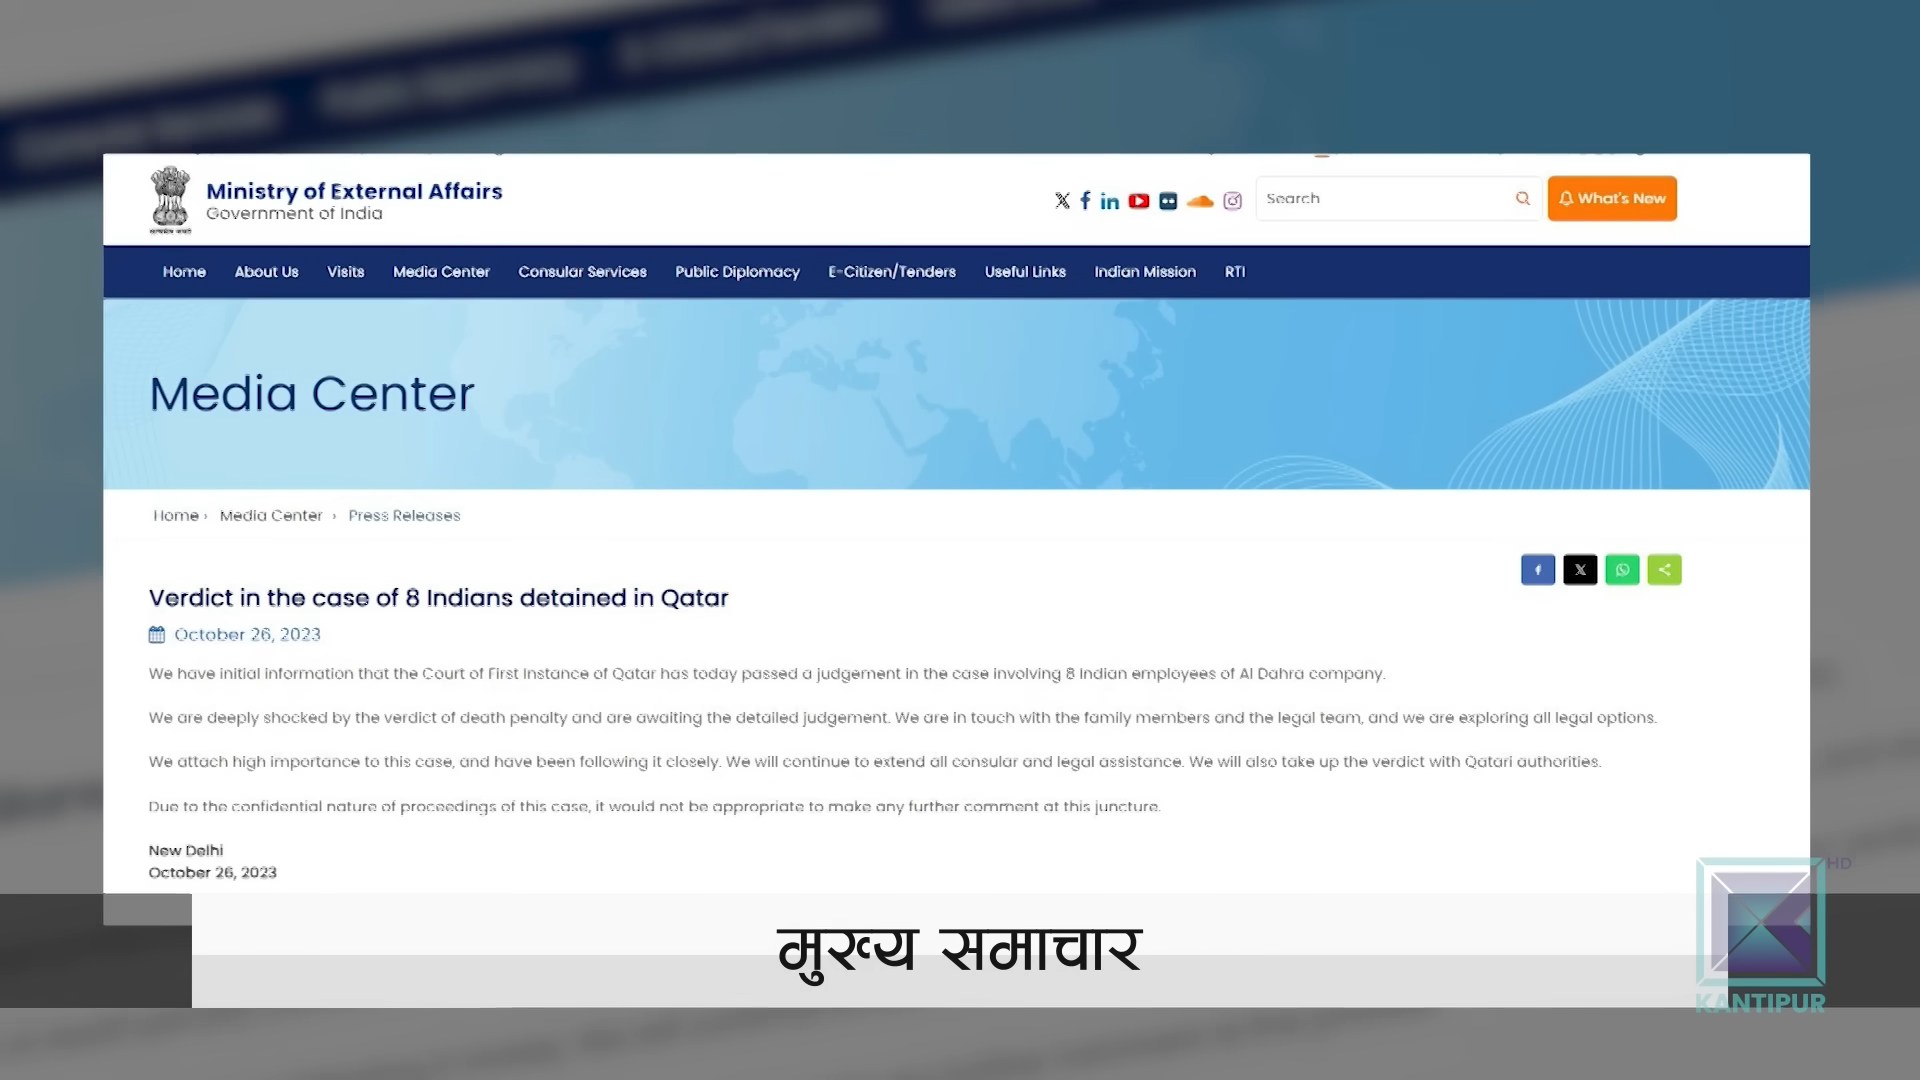 Ministry of External Affairs
Government of India
Search
What's New
Home About Us Visits Media Center Consular Services Public Diplomacy E-Citizen/Tenders Useful Links Indian Mission RTI
Media Center
Home › Media Center › Press Releases
Verdict in the case of 8 Indians detained in Qatar
October 26, 2023
We have initial information that the Court of First Instance of Qatar has today passed a judgement in the case involving 8 Indian employees of Al Dahra company.
We are deeply shocked by the verdict of death penalty and are awaiting the detailed judgement. We are in touch with the family members and the legal team, and we are exploring all legal options.
We attach high importance to this case, and have been following it closely. We will continue to extend all consular and legal assistance. We will also take up the verdict with Qatari authorities.
Due to the confidential nature of proceedings of this case, it would not be appropriate to make any further comment at this juncture.
New Delhi
October 26, 2023
HD
मुख्य समाचार
KANTIPUR